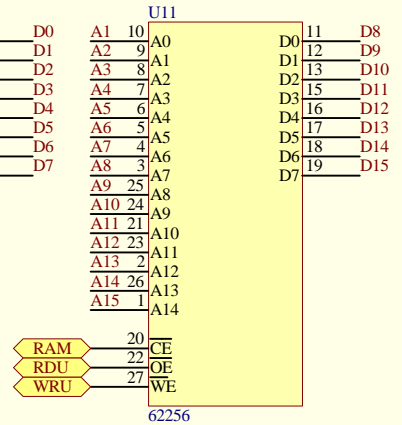 U11
D0 A1 10 A0 D0 11 D8
D1 A2 9 A1 D1 12 D9
D2 A3 8 A2 D2 13 D10
D3 A4 7 A3 D3 15 D11
D4 A5 6 A4 D4 16 D12
D5 A6 5 A5 D5 17 D13
D6 A7 4 A6 D6 18 D14
D7 A8 3 A7 D7 19 D15
A9 25 A8
A10 24 A9
A11 21 A10
A12 23 A11
A13 2 A12
A14 26 A13
A15 1 A14
RAM 20 CE
RDU 22 OE
WRU 27 WE
62256